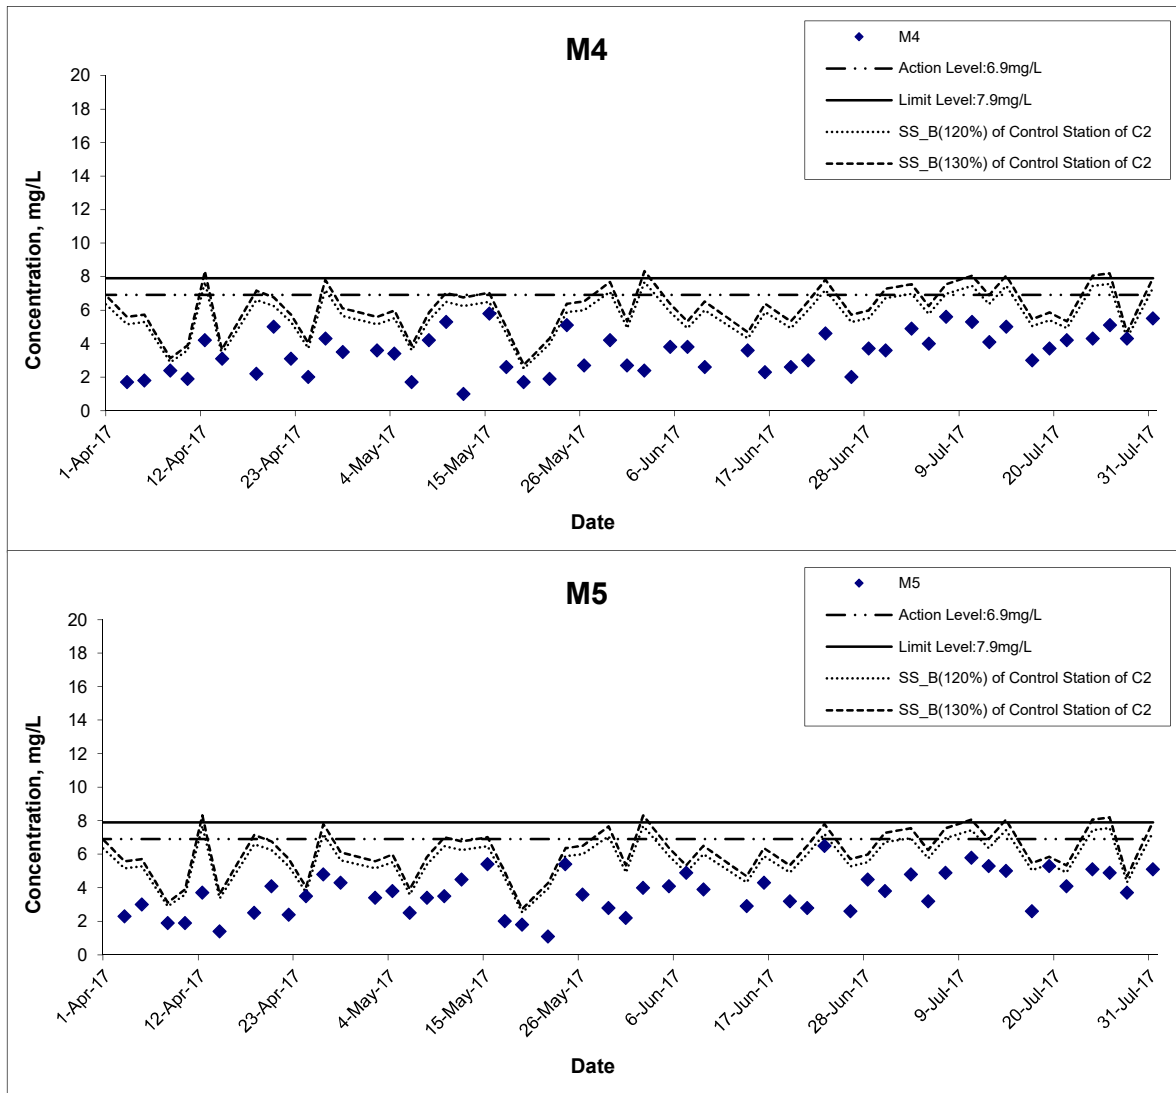 M4
M4
Action Level:6.9mg/L
Limit Level:7.9mg/L
SS_B(120%) of Control Station of C2
SS_B(130%) of Control Station of C2
Concentration, mg/L
20
18
16
14
12
10
8
6
4
2
0
1-Apr-17
12-Apr-17
23-Apr-17
4-May-17
15-May-17
26-May-17
6-Jun-17
17-Jun-17
28-Jun-17
9-Jul-17
20-Jul-17
31-Jul-17
Date
M5
M5
Action Level:6.9mg/L
Limit Level:7.9mg/L
SS_B(120%) of Control Station of C2
SS_B(130%) of Control Station of C2
Concentration, mg/L
20
18
16
14
12
10
8
6
4
2
0
1-Apr-17
12-Apr-17
23-Apr-17
4-May-17
15-May-17
26-May-17
6-Jun-17
17-Jun-17
28-Jun-17
9-Jul-17
20-Jul-17
31-Jul-17
Date